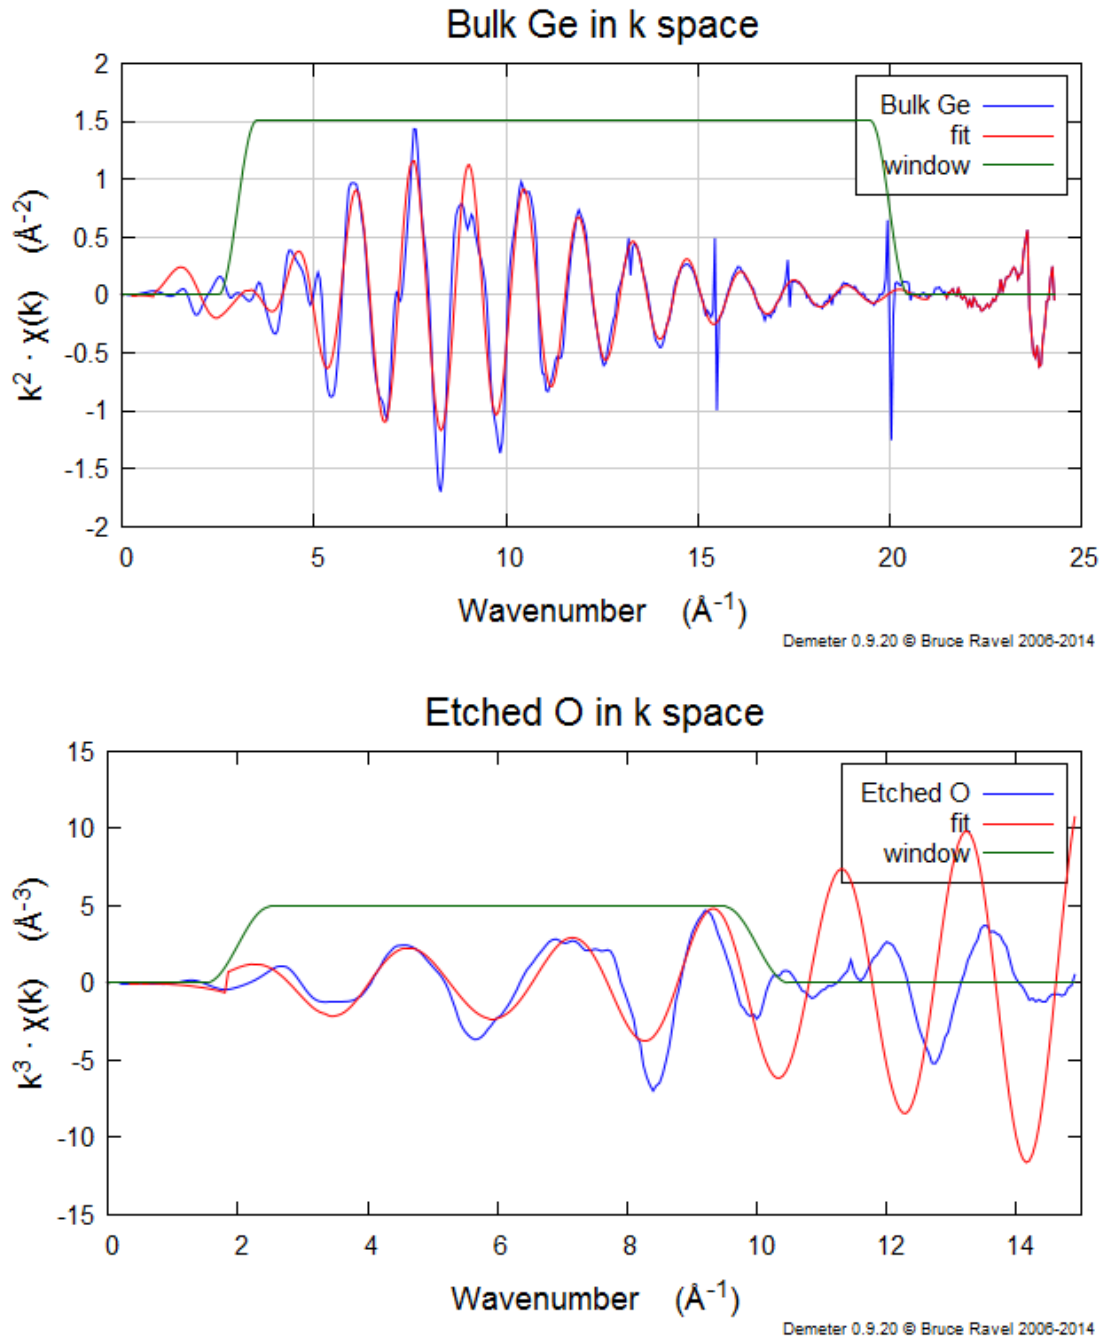 Bulk Ge in k space
2
1.5
1
0.5
0
-0.5
-1
-1.5
-2
k² · χ(k) (Å⁻²)
Bulk Ge
fit
window
0 5 10 15 20 25
Wavenumber (Å⁻¹)
Demeter 0.9.20 © Bruce Ravel 2006-2014
Etched O in k space
15
10
5
0
-5
-10
-15
k³ · χ(k) (Å⁻³)
Etched O
fit
window
0 2 4 6 8 10 12 14
Wavenumber (Å⁻¹)
Demeter 0.9.20 © Bruce Ravel 2006-2014